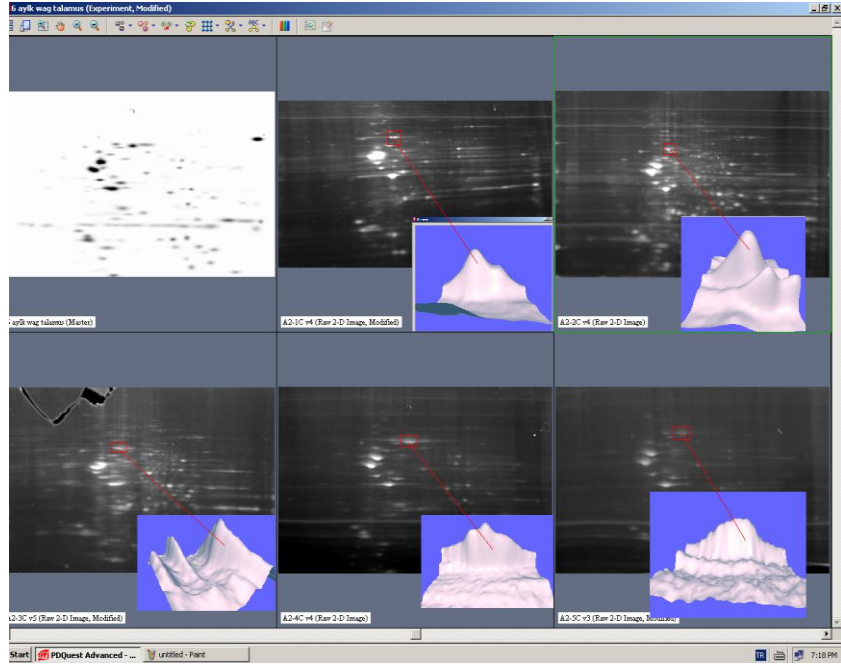 6 aylk wag talamus (Experiment, Modified)
aylk wag talamus (Master)
A2-1C v4 (Raw 2-D Image, Modified)
A2-2C v4 (Raw 2-D Image)
A2-3C v5 (Raw 2-D Image, Modified)
A2-4C v4 (Raw 2-D Image, Modified)
A2-5C v3 (Raw 2-D Image, Modified)
Start
PDQuest Advanced - ...
untitled - Paint
TR
7:18 PM